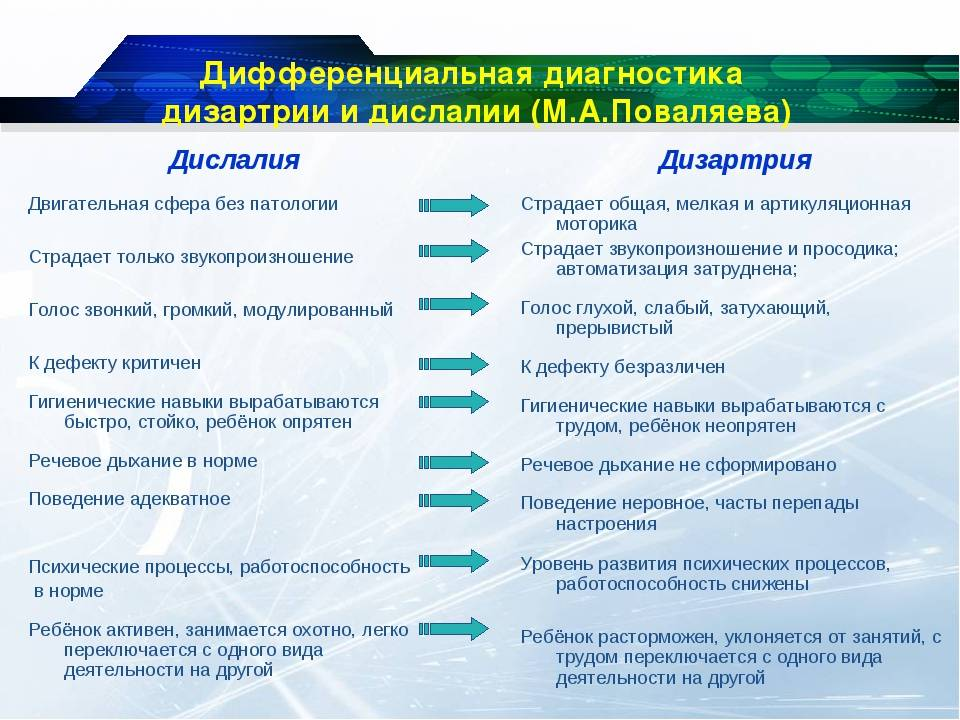 Дифференциальная диагностика
дизартрии и дислалии (М.А.Поваляева)
Дислалия
Двигательная сфера без патологии
Страдает только звукопроизношение
Голос звонкий, громкий, модулированный
К дефекту критичен
Гигиенические навыки вырабатываются
быстро, стойко, ребёнок опрятен
Речевое дыхание в норме
Поведение адекватное
Психические процессы, работоспособность
в норме
Ребёнок активен, занимается охотно, легко
переключается с одного вида
деятельности на другой
Дизартрия
Страдает общая, мелкая и артикуляционная
моторика
Страдает звукопроизношение и просодика;
автоматизация затруднена;
Голос глухой, слабый, затухающий,
прерывистый
К дефекту безразличен
Гигиенические навыки вырабатываются с
трудом, ребёнок неопрятен
Речевое дыхание не сформировано
Поведение неровное, часты перепады
настроения
Уровень развития психических процессов,
работоспособность снижены
Ребёнок расторможен, уклоняется от занятий, с
трудом переключается с одного вида
деятельности на другой